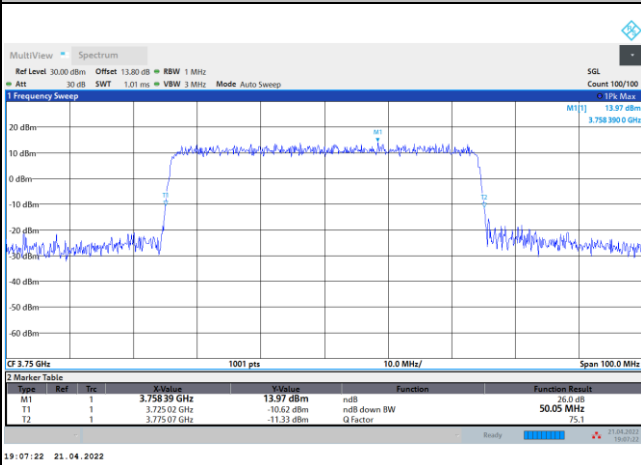 MultiView Spectrum
Ref Level 30.00 dBm Offset 13.80 dB RBW 1 MHz SGL
Att 30 dB SWT 1.01 ms VBW 3 MHz Mode Auto Sweep Count 100/100
1 Frequency Sweep 1Pk Max
M1[1] 13.97 dBm
3.758 390 0 GHz
20 dBm
M1
10 dBm
0 dBm
T1
T2
-10 dBm
-20 dBm
-30 dBm
-40 dBm
-50 dBm
-60 dBm
CF 3.75 GHz 1001 pts 10.0 MHz/ Span 100.0 MHz
2 Marker Table
Type Ref Trc X-Value Y-Value Function Function Result
M1 1 3.758 39 GHz 13.97 dBm ndB 26.0 dB
T1 1 3.725 02 GHz -10.62 dBm ndB down BW 50.05 MHz
T2 1 3.775 07 GHz -11.33 dBm Q Factor 75.1
Ready 21.04.2022
19:07:22
19:07:22 21.04.2022